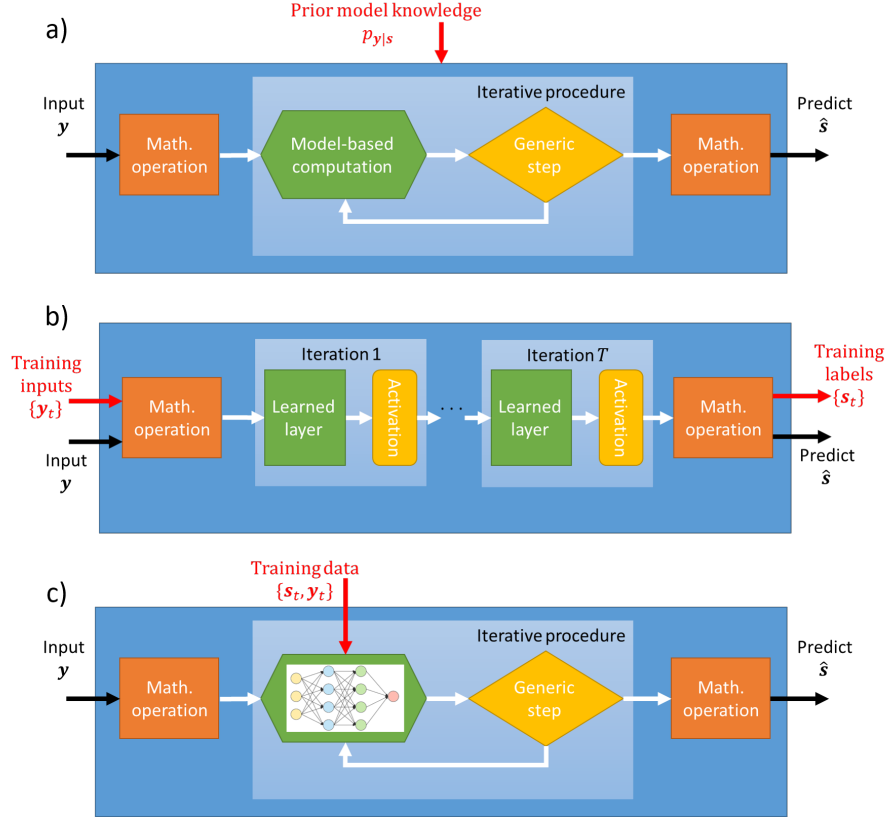 a)
Prior model knowledge
p_{y|s}
Input
y
Math.
operation
Model-based
computation
Iterative procedure
Generic
step
Math.
operation
Predict
ŝ
b)
Training
inputs
{y_t}
Input
y
Math.
operation
Iteration 1
Learned
layer
Activation
...
Iteration T
Learned
layer
Activation
Math.
operation
Training
labels
{s_t}
Predict
ŝ
c)
Training data
{s_t, y_t}
Input
y
Math.
operation
Iterative procedure
Generic
step
Math.
operation
Predict
ŝ